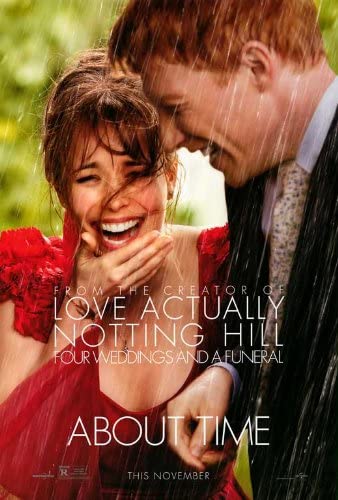 FROM THE CREATOR OF
LOVE ACTUALLY
NOTTING HILL
FOUR WEDDINGS AND A FUNERAL
ABOUT TIME
R
THIS NOVEMBER